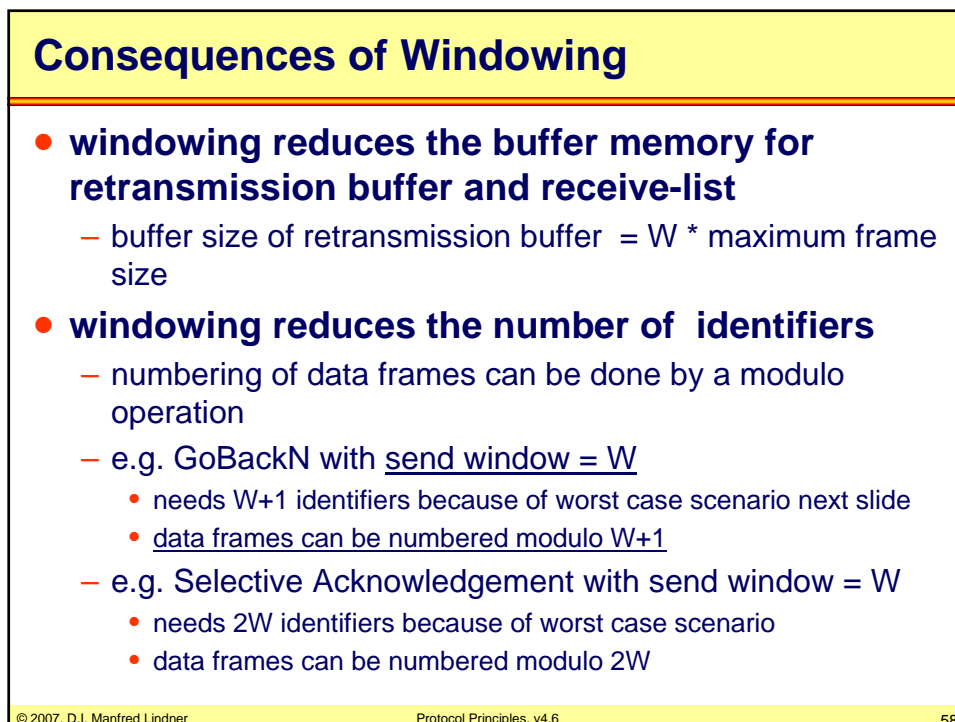 Consequences of Windowing
• windowing reduces the buffer memory for
retransmission buffer and receive-list
– buffer size of retransmission buffer = W * maximum frame
size
• windowing reduces the number of identifiers
– numbering of data frames can be done by a modulo
operation
– e.g. GoBackN with send window = W
• needs W+1 identifiers because of worst case scenario next slide
• data frames can be numbered modulo W+1
– e.g. Selective Acknowledgement with send window = W
• needs 2W identifiers because of worst case scenario
• data frames can be numbered modulo 2W
© 2007, D.I. Manfred Lindner Protocol Principles, v4.6 58